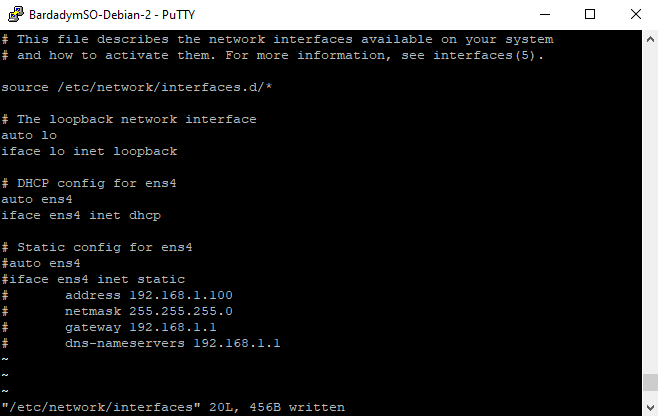 BardadymSO-Debian-2 - PuTTY
# This file describes the network interfaces available on your system
# and how to activate them. For more information, see interfaces(5).
source /etc/network/interfaces.d/*
# The loopback network interface
auto lo
iface lo inet loopback
# DHCP config for ens4
auto ens4
iface ens4 inet dhcp
# Static config for ens4
#auto ens4
#iface ens4 inet static
#       address 192.168.1.100
#       netmask 255.255.255.0
#       gateway 192.168.1.1
#       dns-nameservers 192.168.1.1
~
~
~
"/etc/network/interfaces" 20L, 456B written